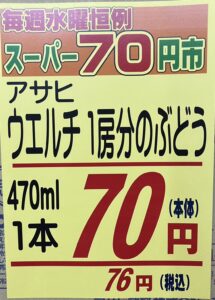 毎週水曜恒例
スーパー70円市
アサヒ
ウエルチ 1房分のぶどう
470ml
1本
70円
(本体)
76円(税込)